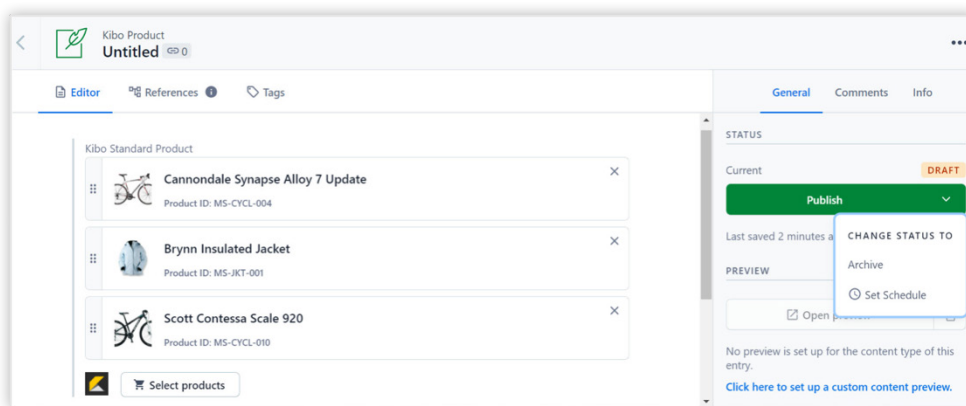 Kibo Product
Untitled 0
Editor References Tags
General Comments Info
Kibo Standard Product
Cannondale Synapse Alloy 7 Update
Product ID: MS-CYCL-004
Brynn Insulated Jacket
Product ID: MS-JKT-001
Scott Contessa Scale 920
Product ID: MS-CYCL-010
Select products
STATUS
Current DRAFT
Publish
Last saved 2 minutes a
CHANGE STATUS TO
Archive
Set Schedule
PREVIEW
Open
No preview is set up for the content type of this
entry.
Click here to set up a custom content preview.